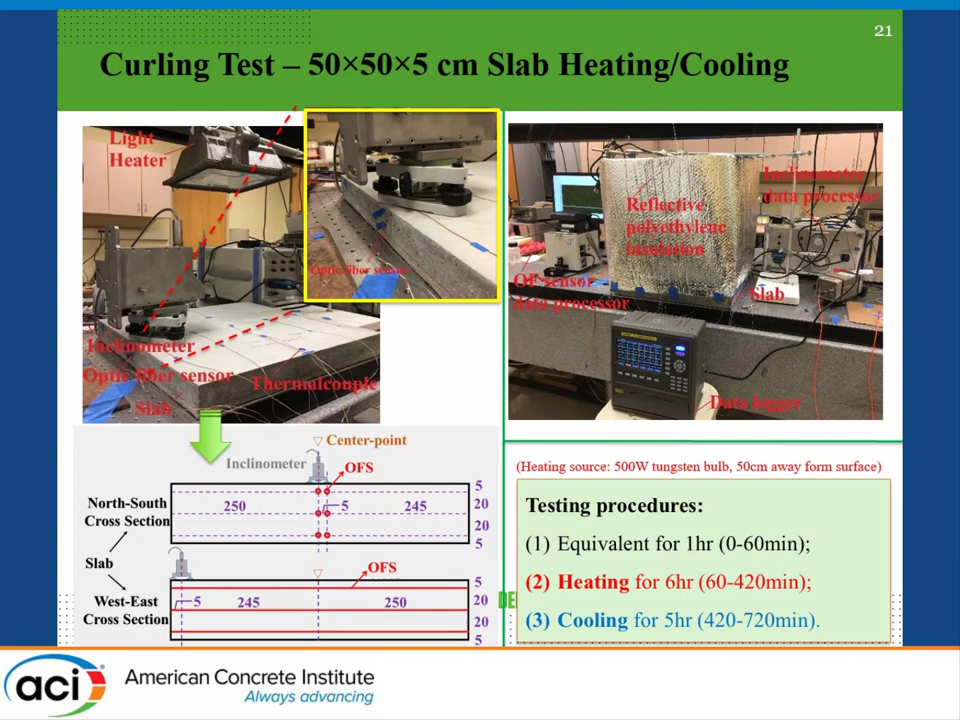 21
Curling Test – 50×50×5 cm Slab Heating/Cooling
Light
Heater
Optic fiber sensor
Inclinometer
Optic fiber sensor
Thermalcouple
Slab
Reflective
polyethylene
insulation
Inclinometer
data processor
OF sensor
data processor
Slab
Data logger
Center-point
Inclinometer
OFS
North-South
Cross Section
250
5
245
5
20
20
5
Slab
OFS
West-East
Cross Section
5
245
250
5
20
20
5
(Heating source: 500W tungsten bulb, 50cm away form surface)
Testing procedures:
(1) Equivalent for 1hr (0-60min);
(2) Heating for 6hr (60-420min);
(3) Cooling for 5hr (420-720min).
DE
aci
American Concrete Institute
Always advancing